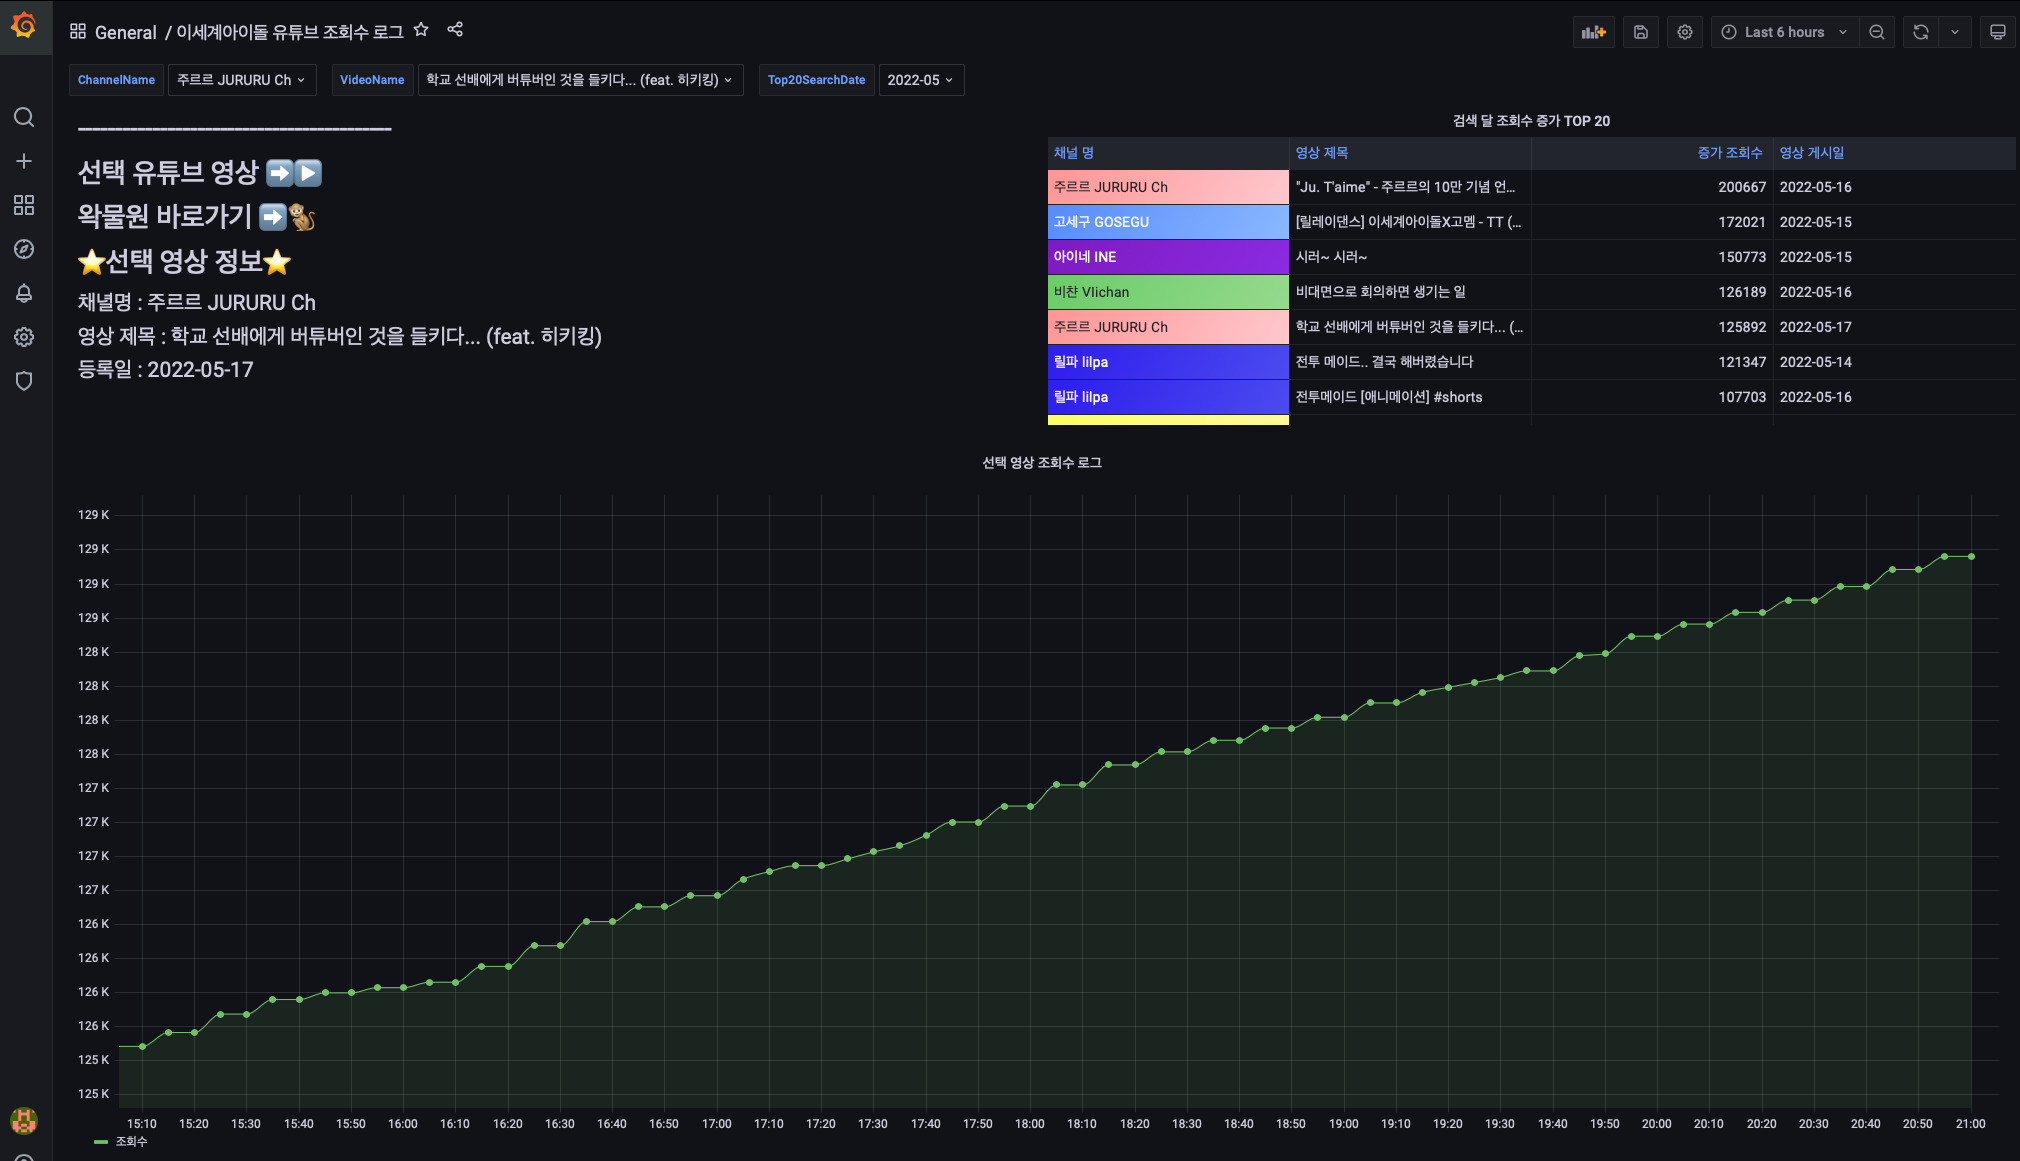 General / 이세계아이돌 유튜브 조회수 로그
Last 6 hours
ChannelName 주르르 JURURU Ch VideoName 학교 선배에게 버튜버인 것을 들키다... (feat. 히키킹) Top20SearchDate 2022-05
선택 유튜브 영상 ➡️▶️
왁물원 바로가기 ➡️🐒
⭐선택 영상 정보⭐
채널명 : 주르르 JURURU Ch
영상 제목 : 학교 선배에게 버튜버인 것을 들키다... (feat. 히키킹)
등록일 : 2022-05-17
검색 달 조회수 증가 TOP 20
채널 명 영상 제목 증가 조회수 영상 게시일
주르르 JURURU Ch "Ju. T'aime" - 주르르의 10만 기념 언... 200667 2022-05-16
고세구 GOSEGU [릴레이댄스] 이세계아이돌X고멤 - TT (... 172021 2022-05-15
아이네 INE 시러~ 시러~ 150773 2022-05-15
비챤 VIichan 비대면으로 회의하면 생기는 일 126189 2022-05-16
주르르 JURURU Ch 학교 선배에게 버튜버인 것을 들키다... (... 125892 2022-05-17
릴파 lilpa 전투 메이드.. 결국 해버렸습니다 121347 2022-05-14
릴파 lilpa 전투메이드 [애니메이션] #shorts 107703 2022-05-16
선택 영상 조회수 로그
129 K
129 K
129 K
129 K
128 K
128 K
128 K
128 K
127 K
127 K
127 K
127 K
126 K
126 K
126 K
126 K
125 K
125 K
15:10 15:20 15:30 15:40 15:50 16:00 16:10 16:20 16:30 16:40 16:50 17:00 17:10 17:20 17:30 17:40 17:50 18:00 18:10 18:20 18:30 18:40 18:50 19:00 19:10 19:20 19:30 19:40 19:50 20:00 20:10 20:20 20:30 20:40 20:50 21:00
조회수